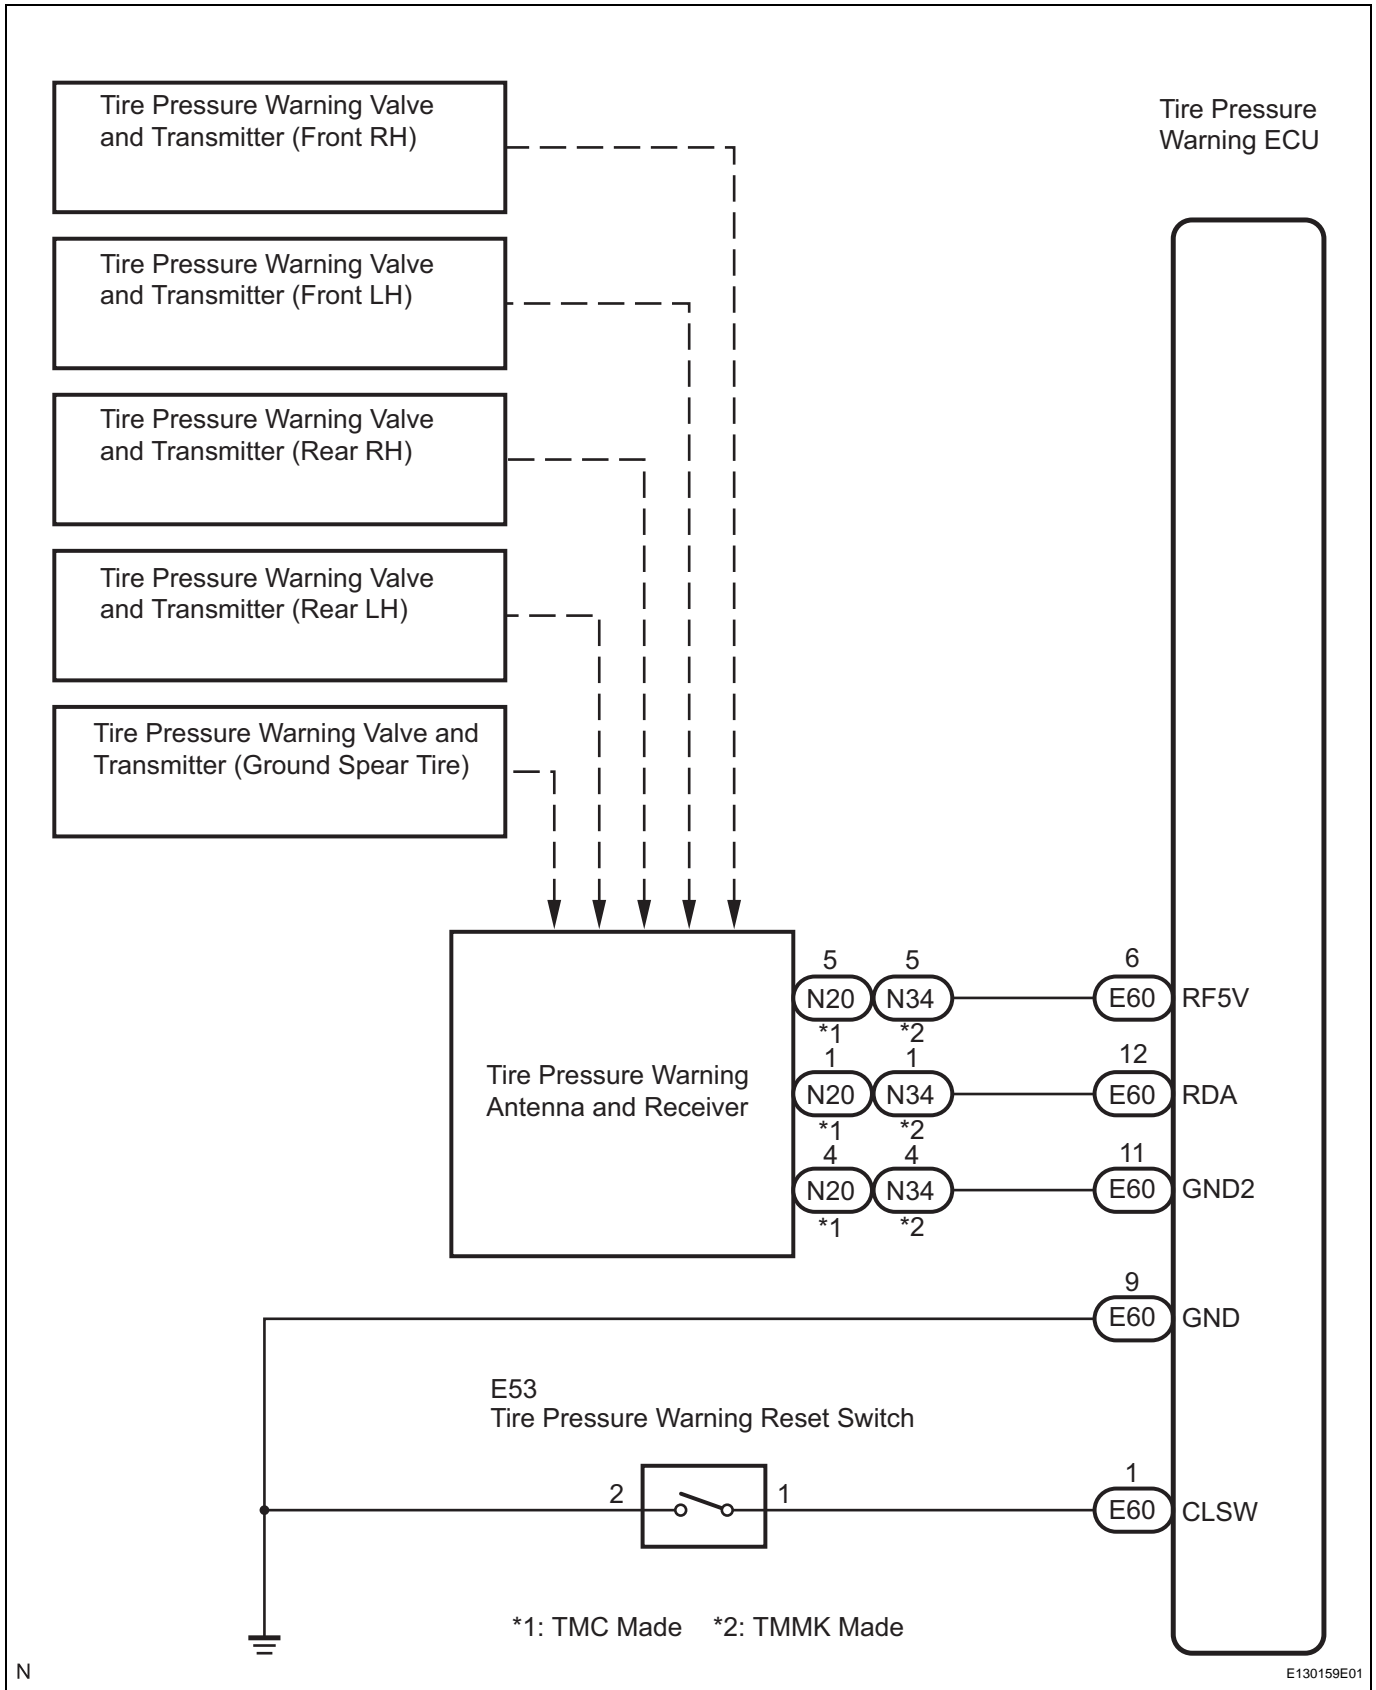 Tire Pressure Warning Valve
and Transmitter (Front RH)
Tire Pressure
Warning ECU
Tire Pressure Warning Valve
and Transmitter (Front LH)
Tire Pressure Warning Valve
and Transmitter (Rear RH)
Tire Pressure Warning Valve
and Transmitter (Rear LH)
Tire Pressure Warning Valve and
Transmitter (Ground Spear Tire)
Tire Pressure Warning
Antenna and Receiver
5 5 6
N20 N34 E60 RF5V
*1 *2
1 1 12
N20 N34 E60 RDA
*1 *2
4 4 11
N20 N34 E60 GND2
*1 *2
9
E60 GND
E53
Tire Pressure Warning Reset Switch
2 1 1
E60 CLSW
*1: TMC Made *2: TMMK Made
N
E130159E01